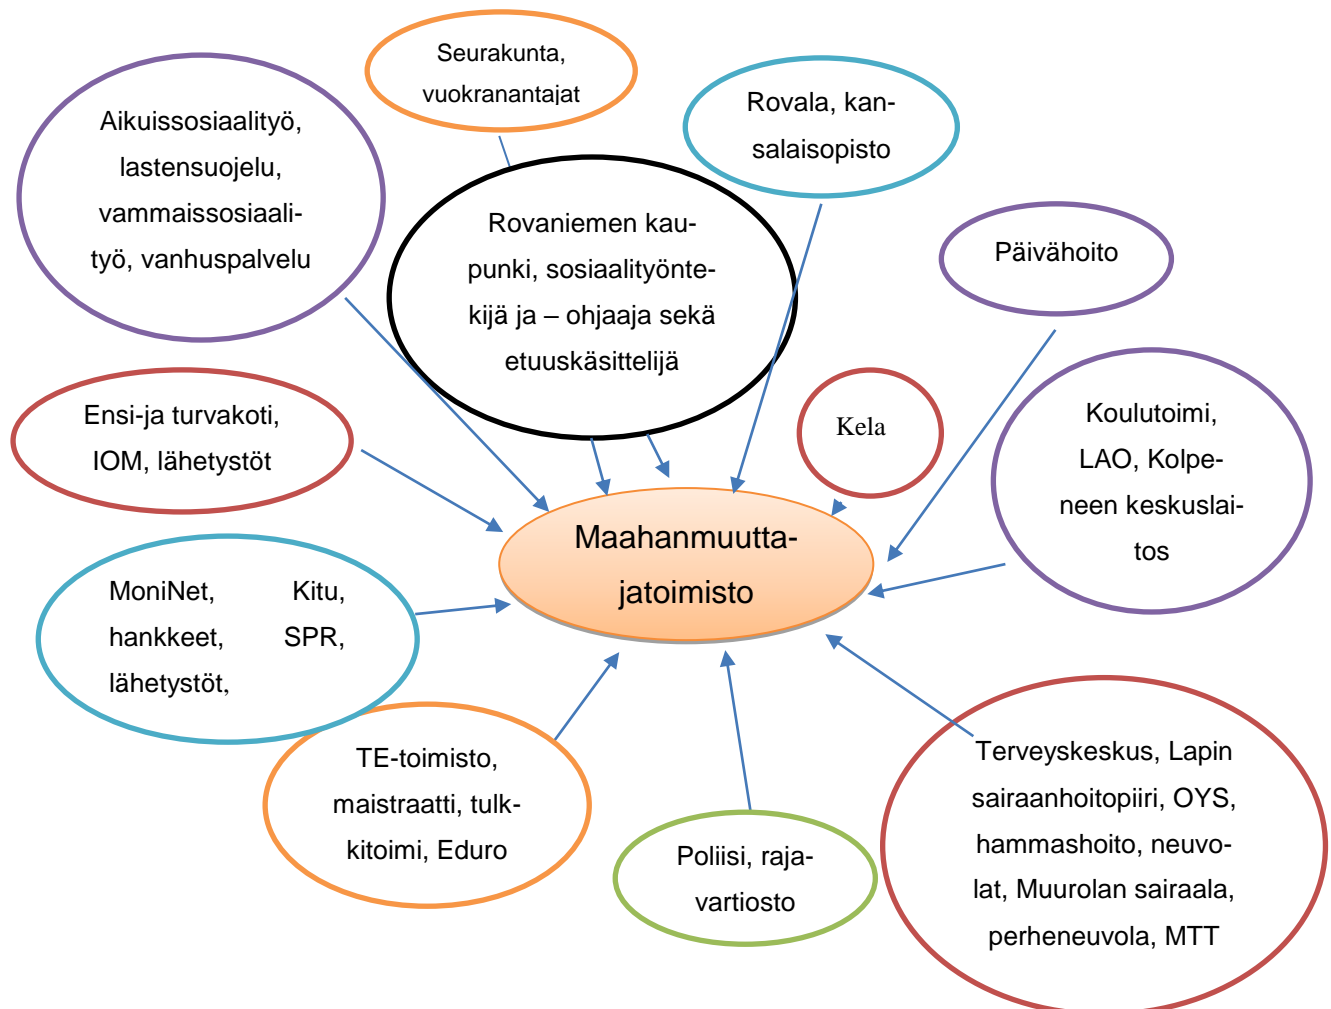 Seurakunta,
vuokranantajat
Aikuissosiaalityö,
lastensuojelu,
vammaissosiaali-
työ, vanhuspalvelu
Rovala, kan-
salaisopisto
Rovaniemen kau-
punki, sosiaalityönte-
kijä ja – ohjaaja sekä
etuuskäsittelijä
Päivähoito
Ensi-ja turvakoti,
IOM, lähetystöt
Kela
Koulutoimi,
LAO, Kolpe-
neen keskuslai-
tos
Maahanmuutta-
jatoimisto
MoniNet, Kitu,
hankkeet, SPR,
lähetystöt,
TE-toimisto,
maistraatti, tulk-
kitoimi, Eduro
Poliisi, raja-
vartiosto
Terveyskeskus, Lapin
sairaanhoitopiiri, OYS,
hammashoito, neuvo-
lat, Muurolan sairaala,
perheneuvola, MTT